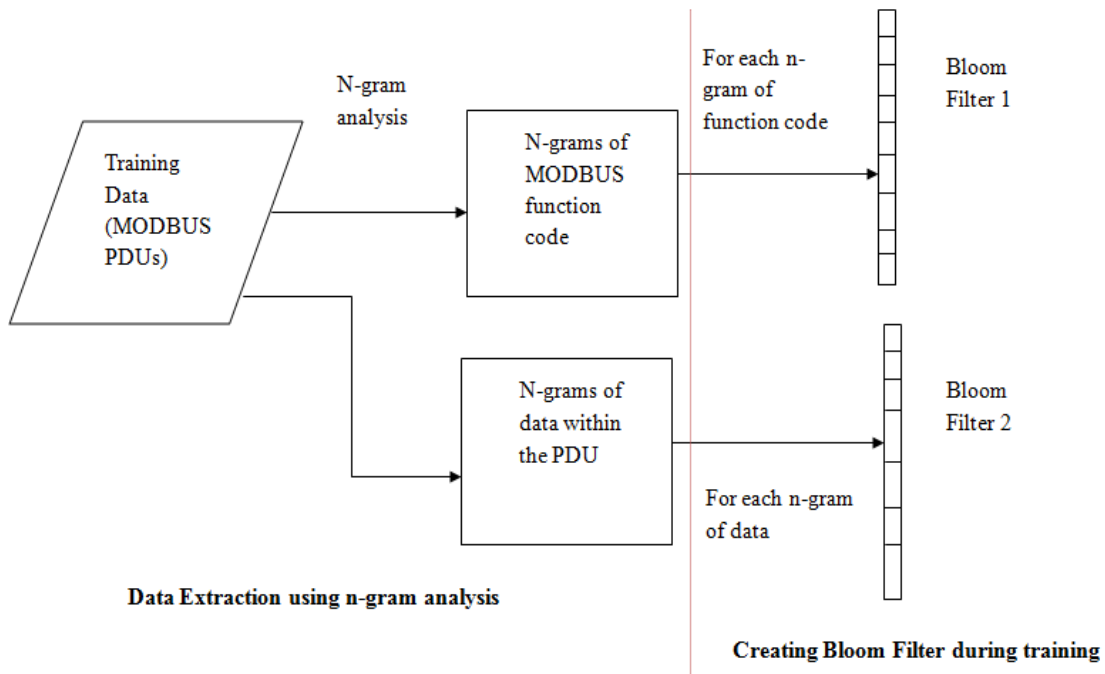 Training
Data
(MODBUS
PDUs)
N-gram
analysis
N-grams of
MODBUS
function
code
For each n-
gram of
function code
Bloom
Filter 1
N-grams of
data within
the PDU
For each n-gram
of data
Bloom
Filter 2
Data Extraction using n-gram analysis
Creating Bloom Filter during training